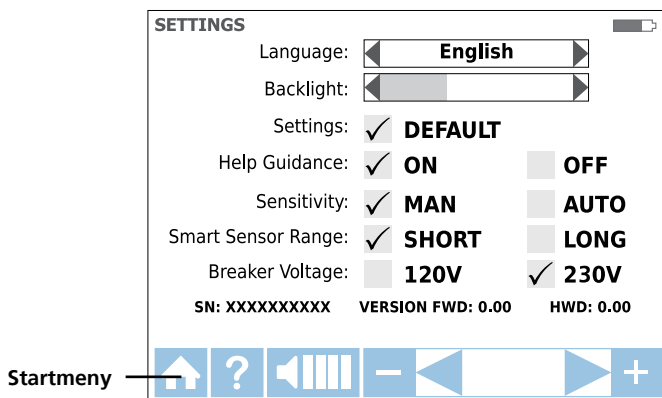 SETTINGS
Language: English
Backlight:
Settings: ✓ DEFAULT
Help Guidance: ✓ ON OFF
Sensitivity: ✓ MAN AUTO
Smart Sensor Range: ✓ SHORT LONG
Breaker Voltage: 120V ✓ 230V
SN: XXXXXXXXXX VERSION FWD: 0.00 HWD: 0.00
Startmeny ? − +